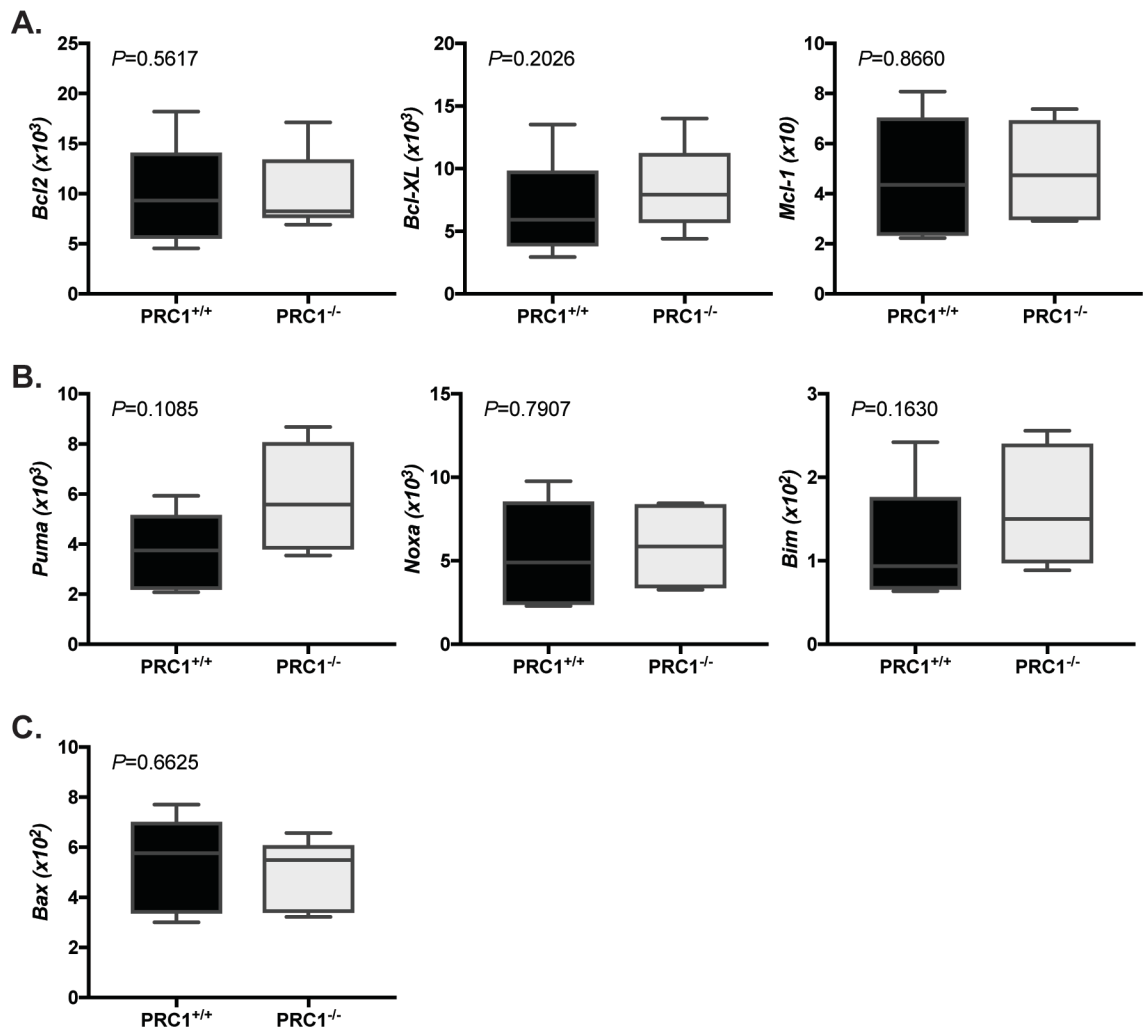 A.
Bcl2 (x10³)
25
20
15
10
5
0
P=0.5617
PRC1+/+ PRC1-/-
Bcl-XL (x10³)
20
15
10
5
0
P=0.2026
PRC1+/+ PRC1-/-
Mcl-1 (x10)
10
8
6
4
2
0
P=0.8660
PRC1+/+ PRC1-/-
B.
Puma (x10³)
10
8
6
4
2
0
P=0.1085
PRC1+/+ PRC1-/-
Noxa (x10³)
15
10
5
0
P=0.7907
PRC1+/+ PRC1-/-
Bim (x10²)
3
2
1
0
P=0.1630
PRC1+/+ PRC1-/-
C.
Bax (x10²)
10
8
6
4
2
0
P=0.6625
PRC1+/+ PRC1-/-